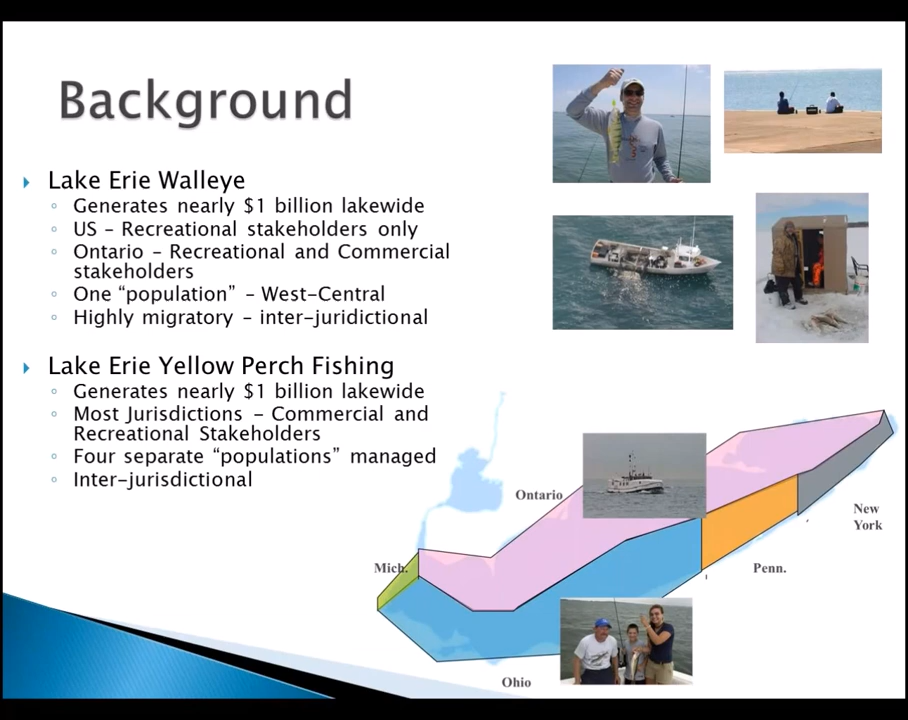 Background
Lake Erie Walleye
Generates nearly $1 billion lakewide
US – Recreational stakeholders only
Ontario – Recreational and Commercial
stakeholders
One “population” – West-Central
Highly migratory – inter-juridictional
Lake Erie Yellow Perch Fishing
Generates nearly $1 billion lakewide
Most Jurisdictions – Commercial and
Recreational Stakeholders
Four separate “populations” managed
Inter-jurisdictional
Ontario
New
York
Mich.
Penn.
Ohio